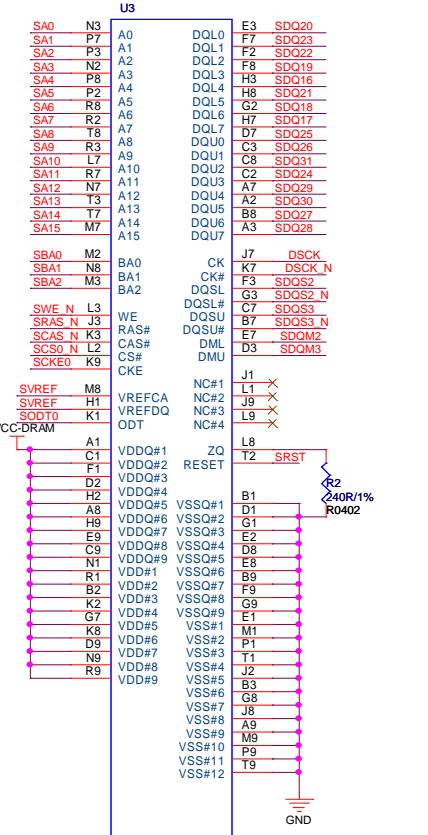 U3
SA0 N3 A0 DQL0 E3 SDQ20
SA1 P7 A1 DQL1 F7 SDQ23
SA2 P3 A2 DQL2 F2 SDQ22
SA3 N2 A3 DQL3 F8 SDQ19
SA4 P8 A4 DQL4 H3 SDQ16
SA5 P2 A5 DQL5 H8 SDQ21
SA6 R8 A6 DQL6 G2 SDQ18
SA7 R2 A7 DQL7 H7 SDQ17
SA8 T8 A8 DQU0 D7 SDQ25
SA9 R3 A9 DQU1 C3 SDQ26
SA10 L7 A10 DQU2 C8 SDQ31
SA11 R7 A11 DQU3 C2 SDQ24
SA12 N7 A12 DQU4 A7 SDQ29
SA13 T3 A13 DQU5 A2 SDQ30
SA14 T7 A14 DQU6 B8 SDQ27
SA15 M7 A15 DQU7 A3 SDQ28
SBA0 M2 BA0 CK J7 DSCK
SBA1 N8 BA1 CK# K7 DSCK_N
SBA2 M3 BA2 DQSL F3 SDQS2
DQSL# G3 SDQS2_N
SWE_N L3 WE DQSU C7 SDQS3
SRAS_N J3 RAS# DQSU# B7 SDQS3_N
SCAS_N K3 CAS# DML E7 SDQM2
SCS0_N L2 CS# DMU D3 SDQM3
SCKE0 K9 CKE
NC#1 J1
SVREF M8 VREFCA NC#2 L1
SVREF H1 VREFDQ NC#3 J9
SODT0 K1 ODT NC#4 L9
VCC-DRAM
A1 VDDQ#1 ZQ L8
C1 VDDQ#2 RESET T2 SRST
F1 VDDQ#3
D2 VDDQ#4 R2
H2 VDDQ#5 VSSQ#1 B1 240R/1%
A8 VDDQ#6 VSSQ#2 D1 R0402
H9 VDDQ#7 VSSQ#3 G1
E9 VDDQ#8 VSSQ#4 E2
C9 VDDQ#9 VSSQ#5 D8
N1 VDD#1 VSSQ#6 E8
R1 VDD#2 VSSQ#7 B9
B2 VDD#3 VSSQ#8 F9
K2 VDD#4 VSSQ#9 G9
G7 VDD#5 VSS#1 E1
K8 VDD#6 VSS#2 M1
D9 VDD#7 VSS#3 P1
N9 VDD#8 VSS#4 T1
R9 VDD#9 VSS#5 J2
VSS#6 B3
VSS#7 G8
VSS#8 J8
VSS#9 A9
VSS#10 M9
VSS#11 P9
VSS#12 T9
GND